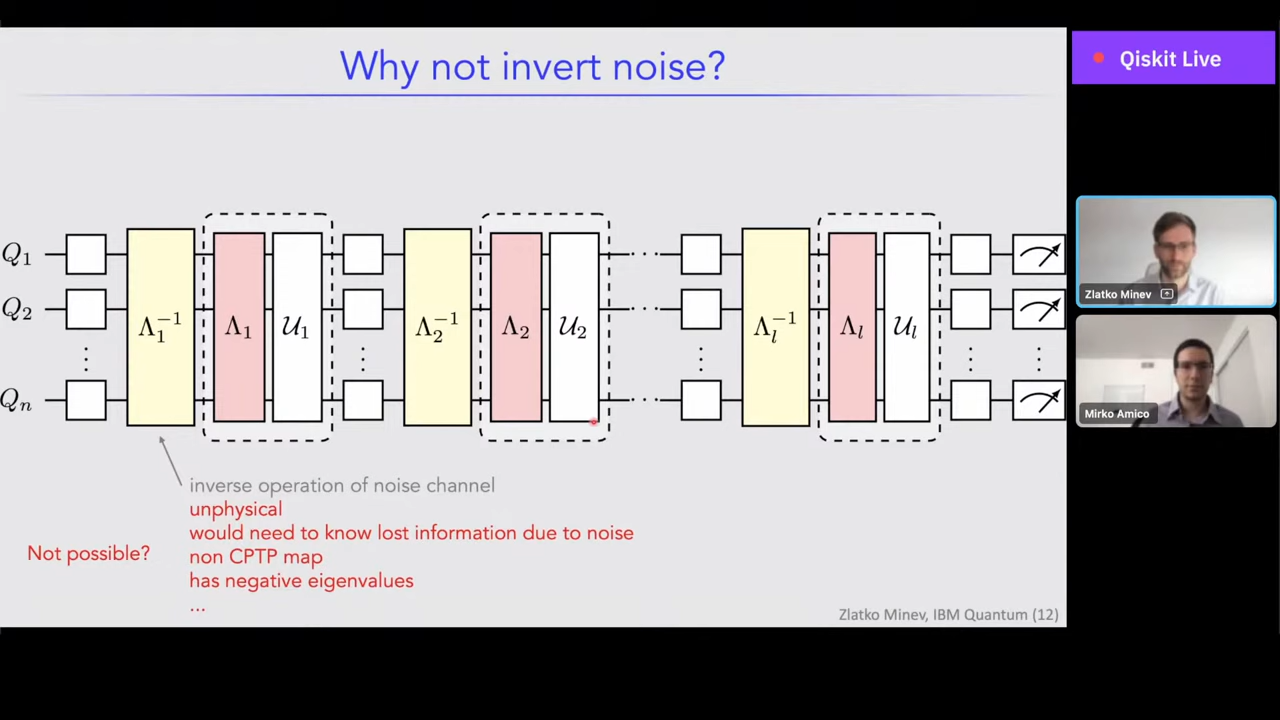 Why not invert noise?
Qiskit Live
Q₁
Q₂
⋮
Qₙ
Λ₁⁻¹
Λ₁
𝒰₁
⋮
Λ₂⁻¹
Λ₂
𝒰₂
···
···
···
⋮
Λₗ⁻¹
Λₗ
𝒰ₗ
⋮
⋮
Zlatko Minev
Mirko Amico
inverse operation of noise channel
unphysical
would need to know lost information due to noise
Not possible?
non CPTP map
has negative eigenvalues
...
Zlatko Minev, IBM Quantum (12)